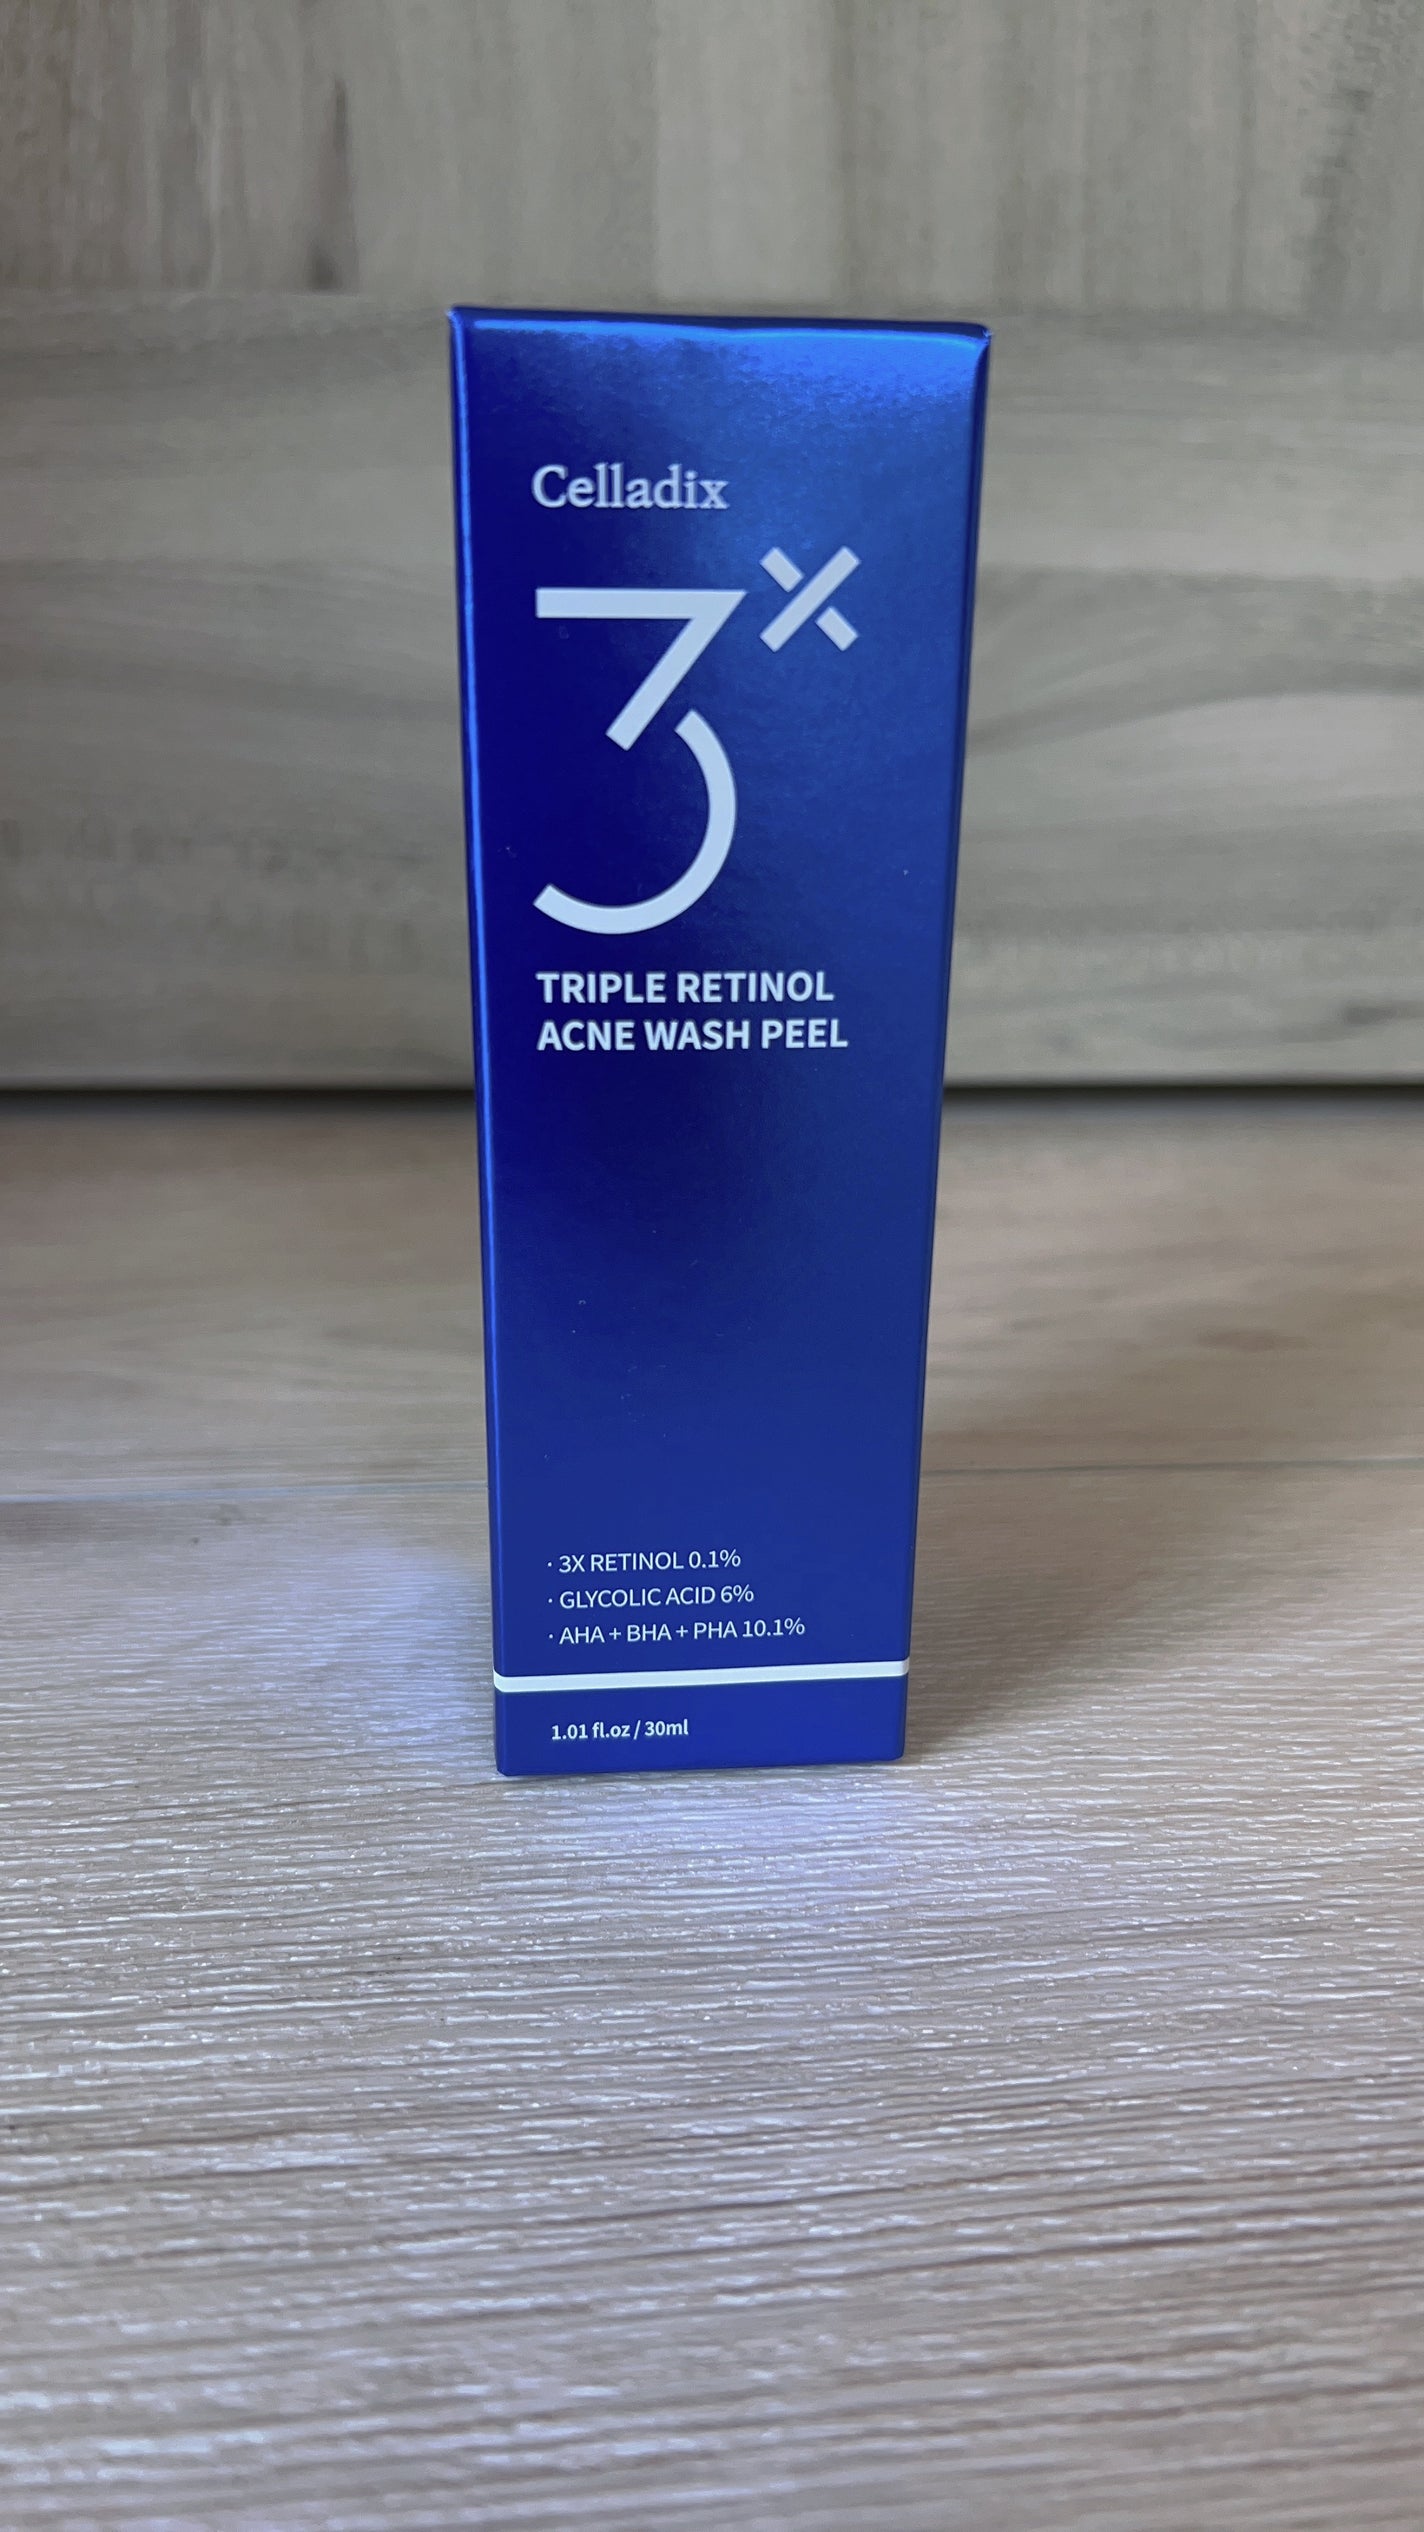 Celladix
3X
TRIPLE RETINOL
ACNE WASH PEEL
· 3X RETINOL 0.1%
· GLYCOLIC ACID 6%
· AHA + BHA + PHA 10.1%
1.01 fl.oz / 30ml